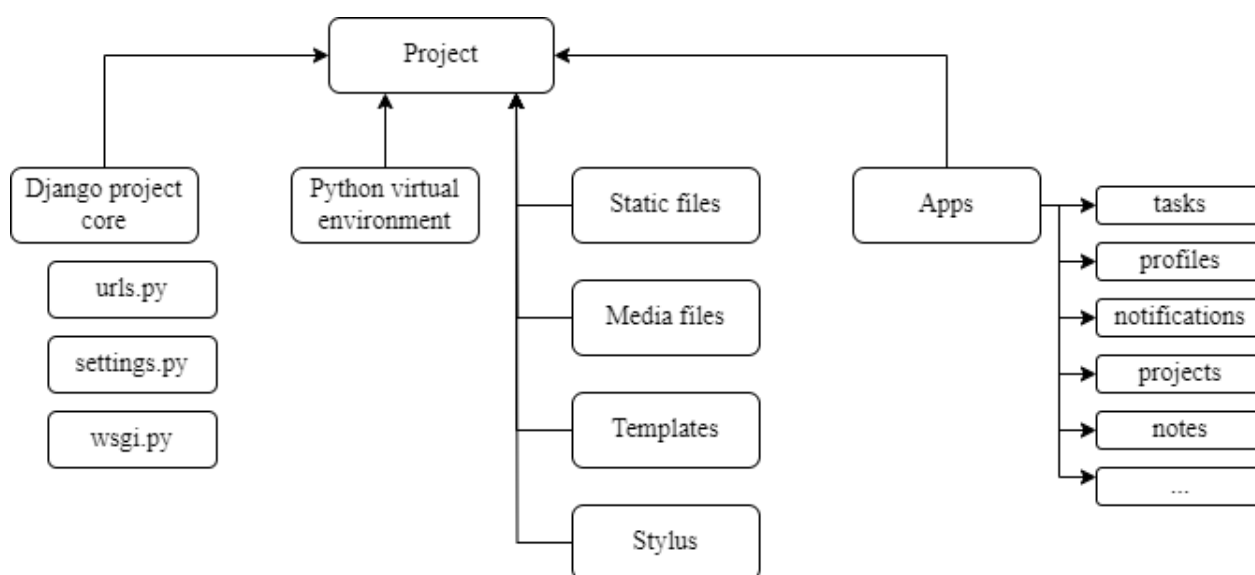 Project
Django project
core
urls.py
settings.py
wsgi.py
Python virtual
environment
Static files
Media files
Templates
Stylus
Apps
tasks
profiles
notifications
projects
notes
...